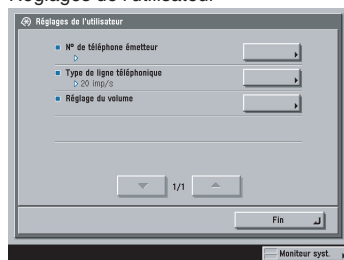 Réglages de l'utilisateur
Réglages de l'utilisateur
N° de téléphone émetteur
Type de ligne téléphonique
20 imp/s
Réglage du volume
1/1
Fin
Moniteur syst.